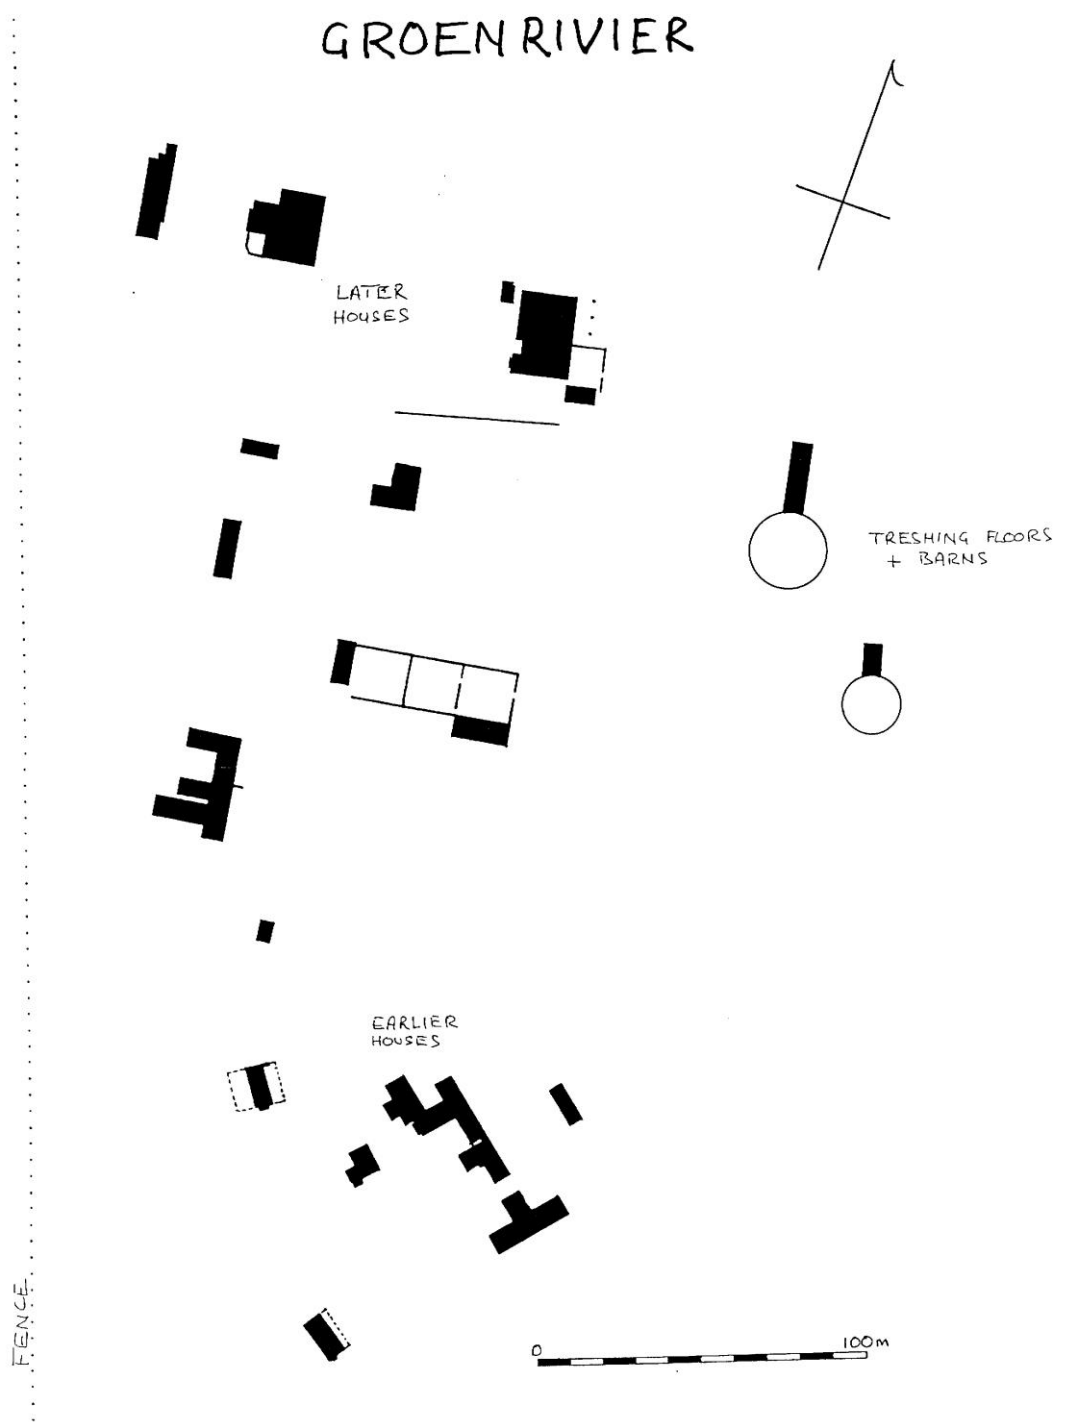 GROENRIVIER
LATER
HOUSES
TRESHING FLOORS
+ BARNS
EARLIER
HOUSES
FENCE
0 100m